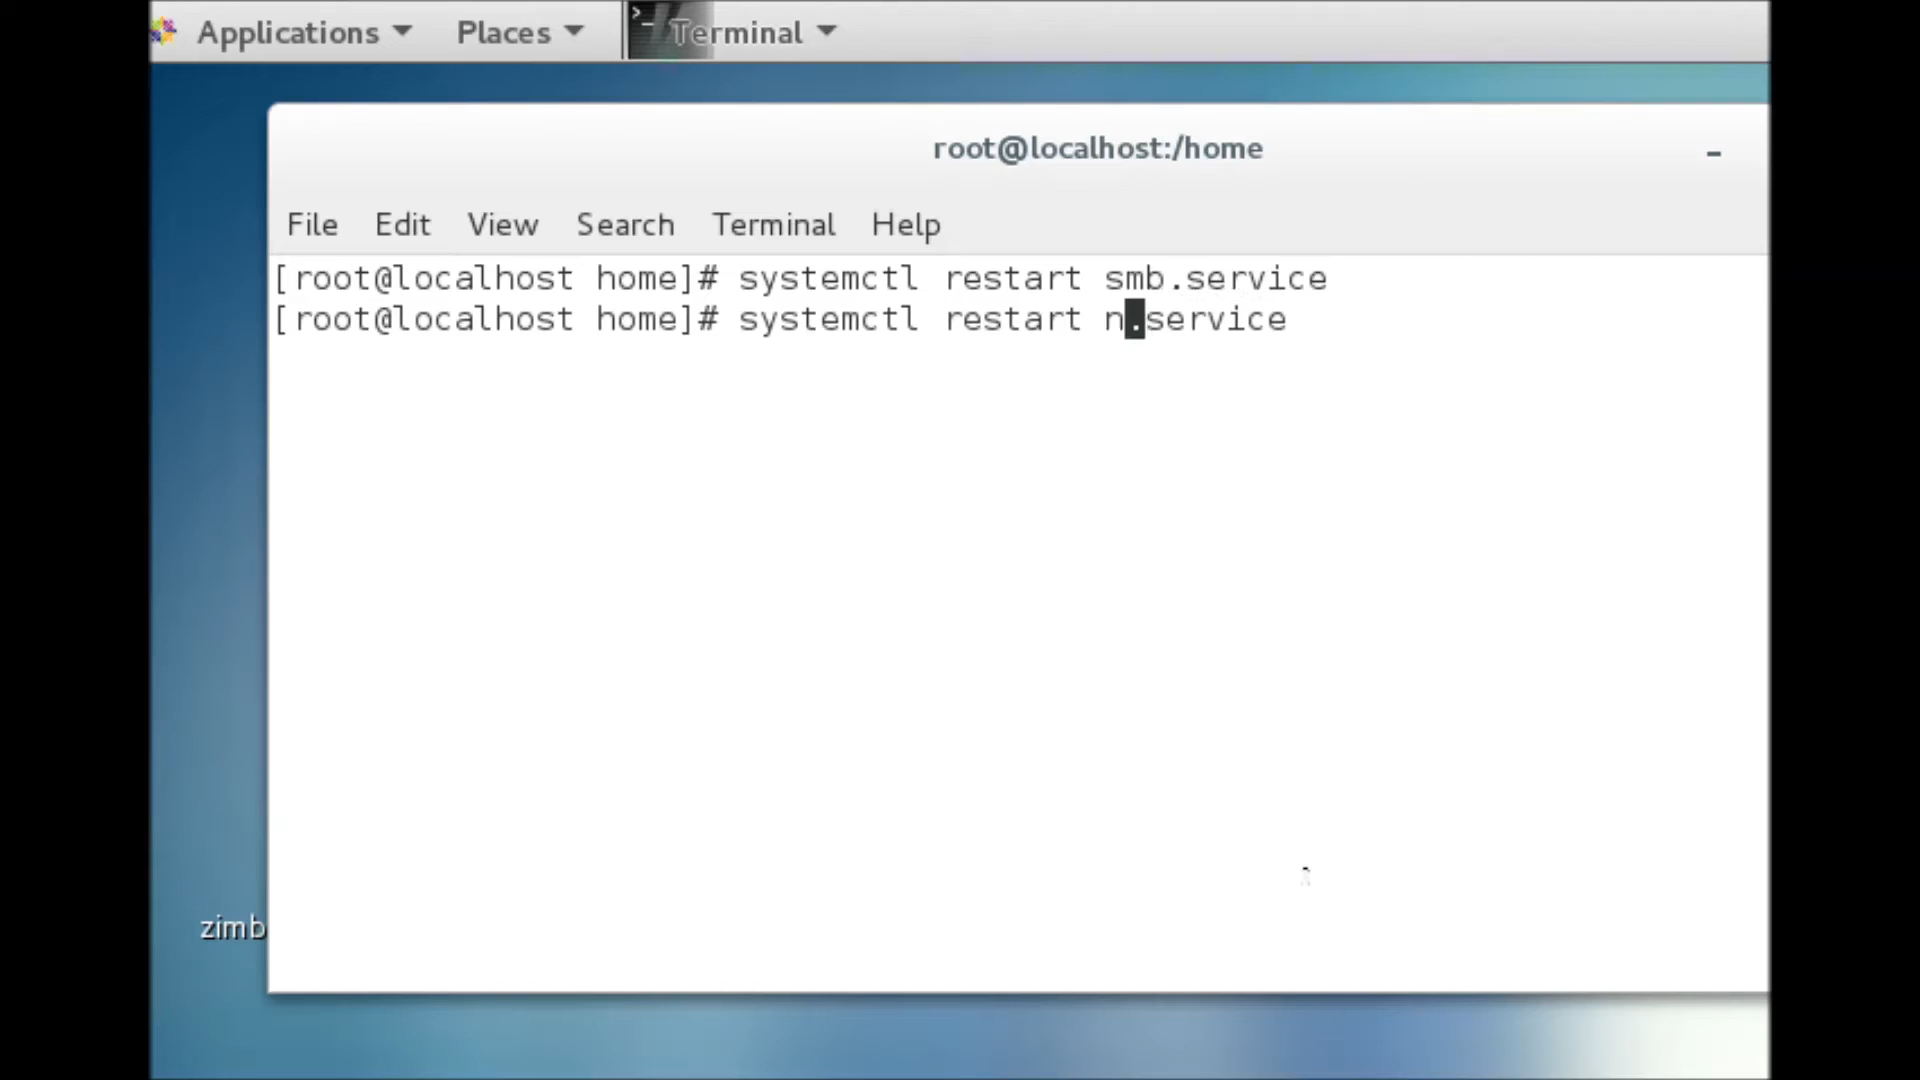 Applications Places Terminal
root@localhost:/home
File Edit View Search Terminal Help
[root@localhost home]# systemctl restart smb.service
[root@localhost home]# systemctl restart n.service
zimb